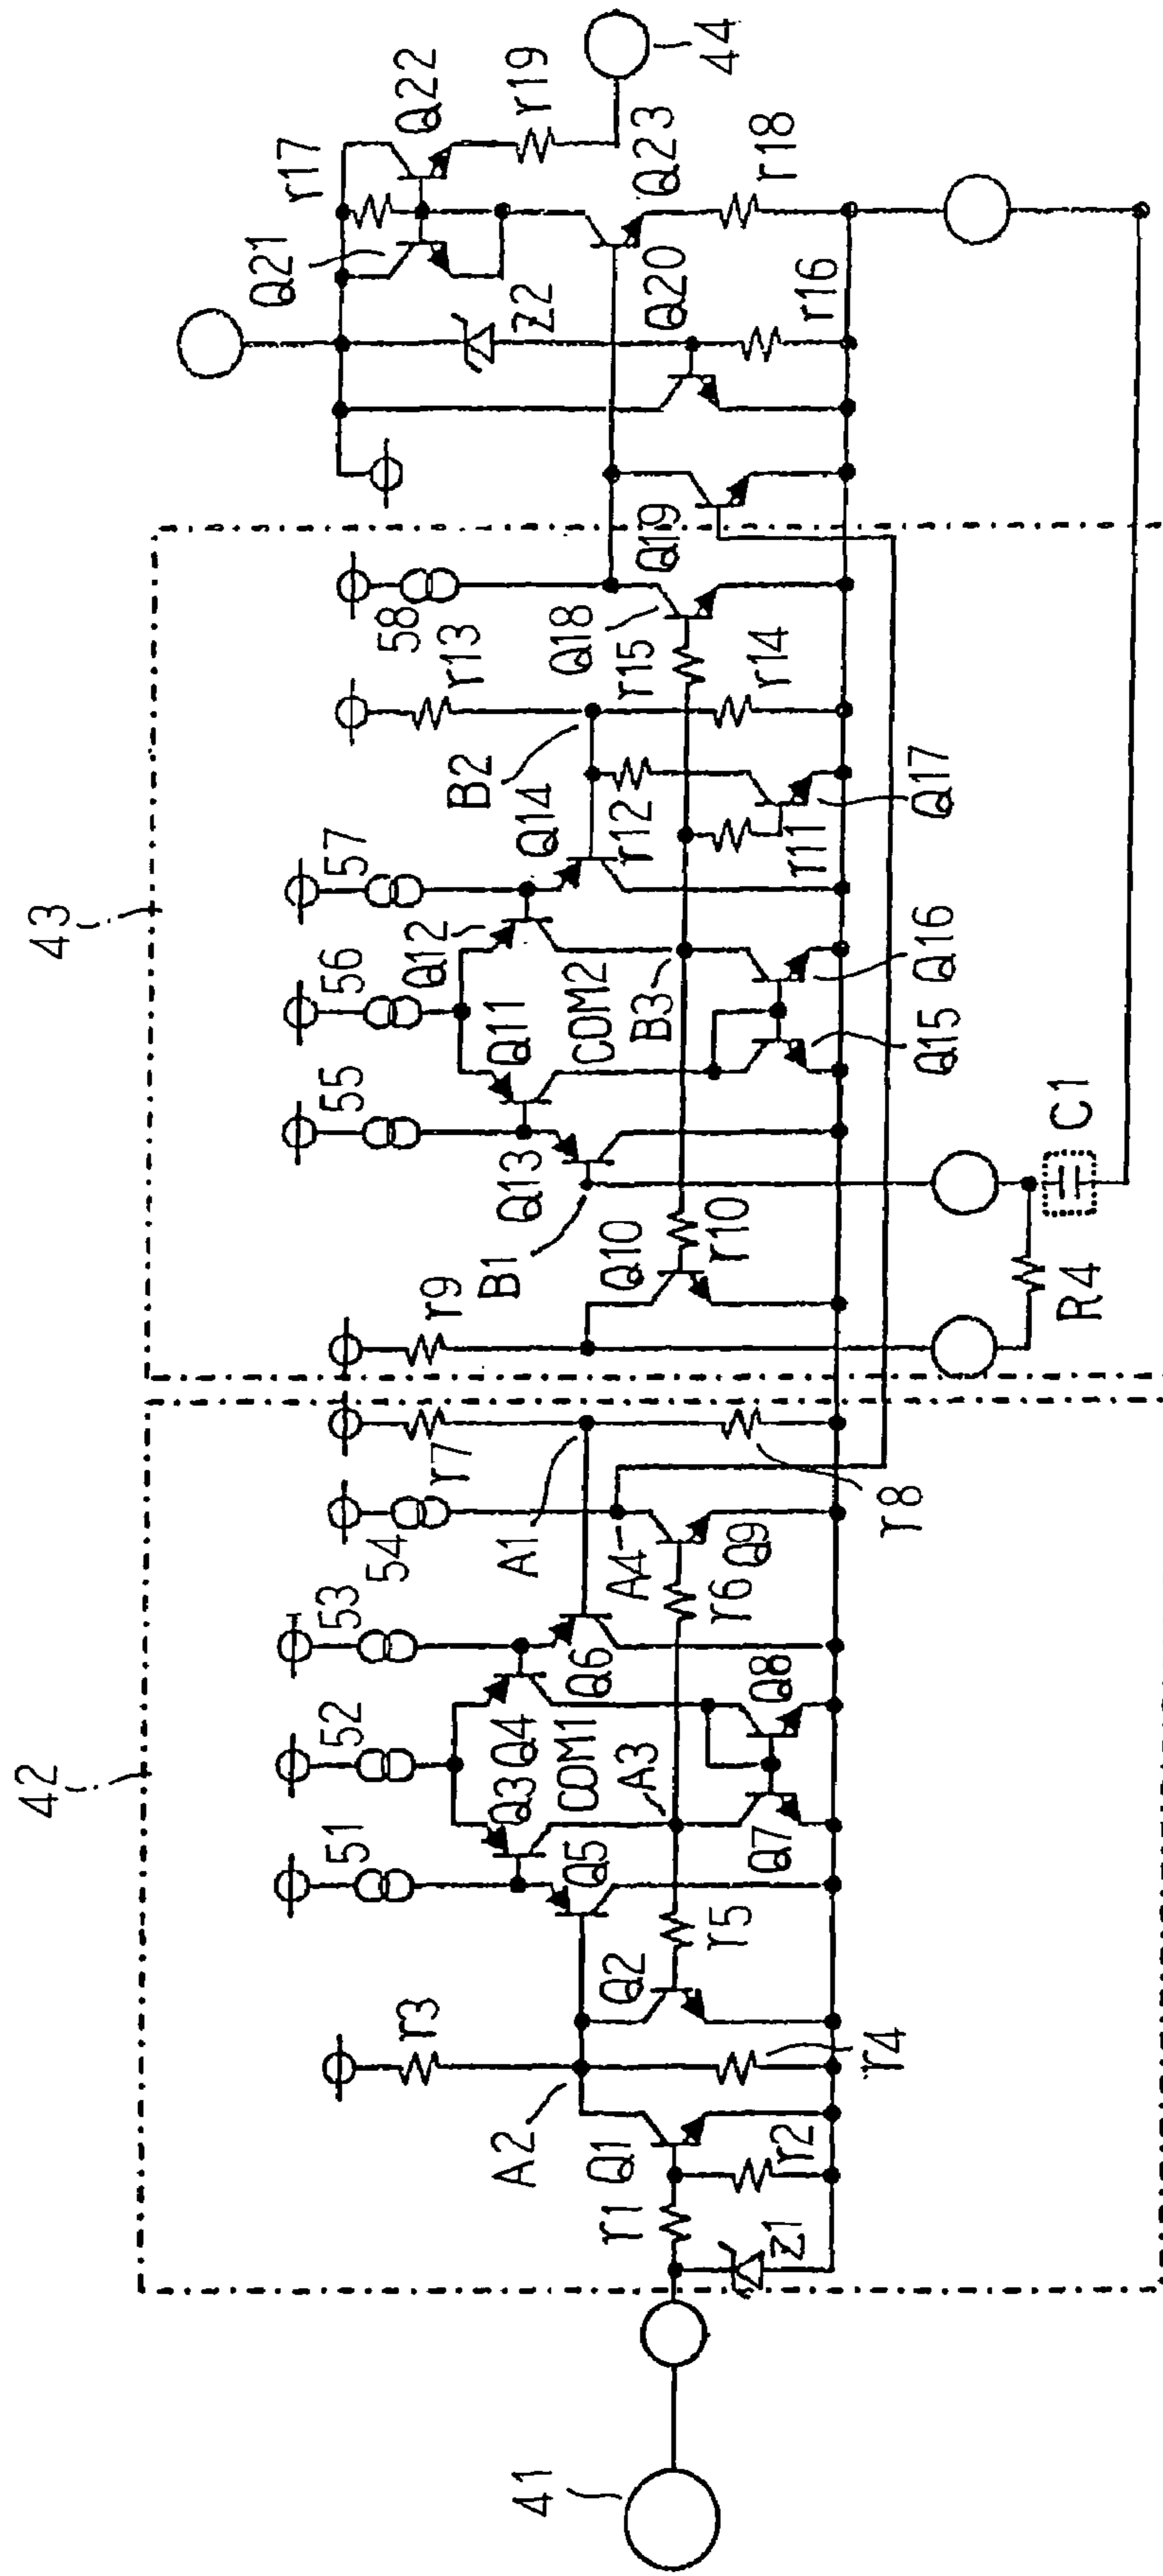 42
43
41
r1
z1
r2
Q1
A2
r3
r4
Q2
r5
51
Q5
Q3
Q4
COM1
A3
Q7
Q8
52
53
Q6
r6
Q9
A4
A1
54
r7
r8
r9
B1
Q10
r10
R4
C1
Q13
55
Q11
COM2
B3
Q15
Q16
56
Q12
57
Q14
r12
r11
Q17
B2
r13
r14
r15
Q18
58
Q19
Q20
r16
Z2
Q21
r17
Q22
r19
Q23
r18
44